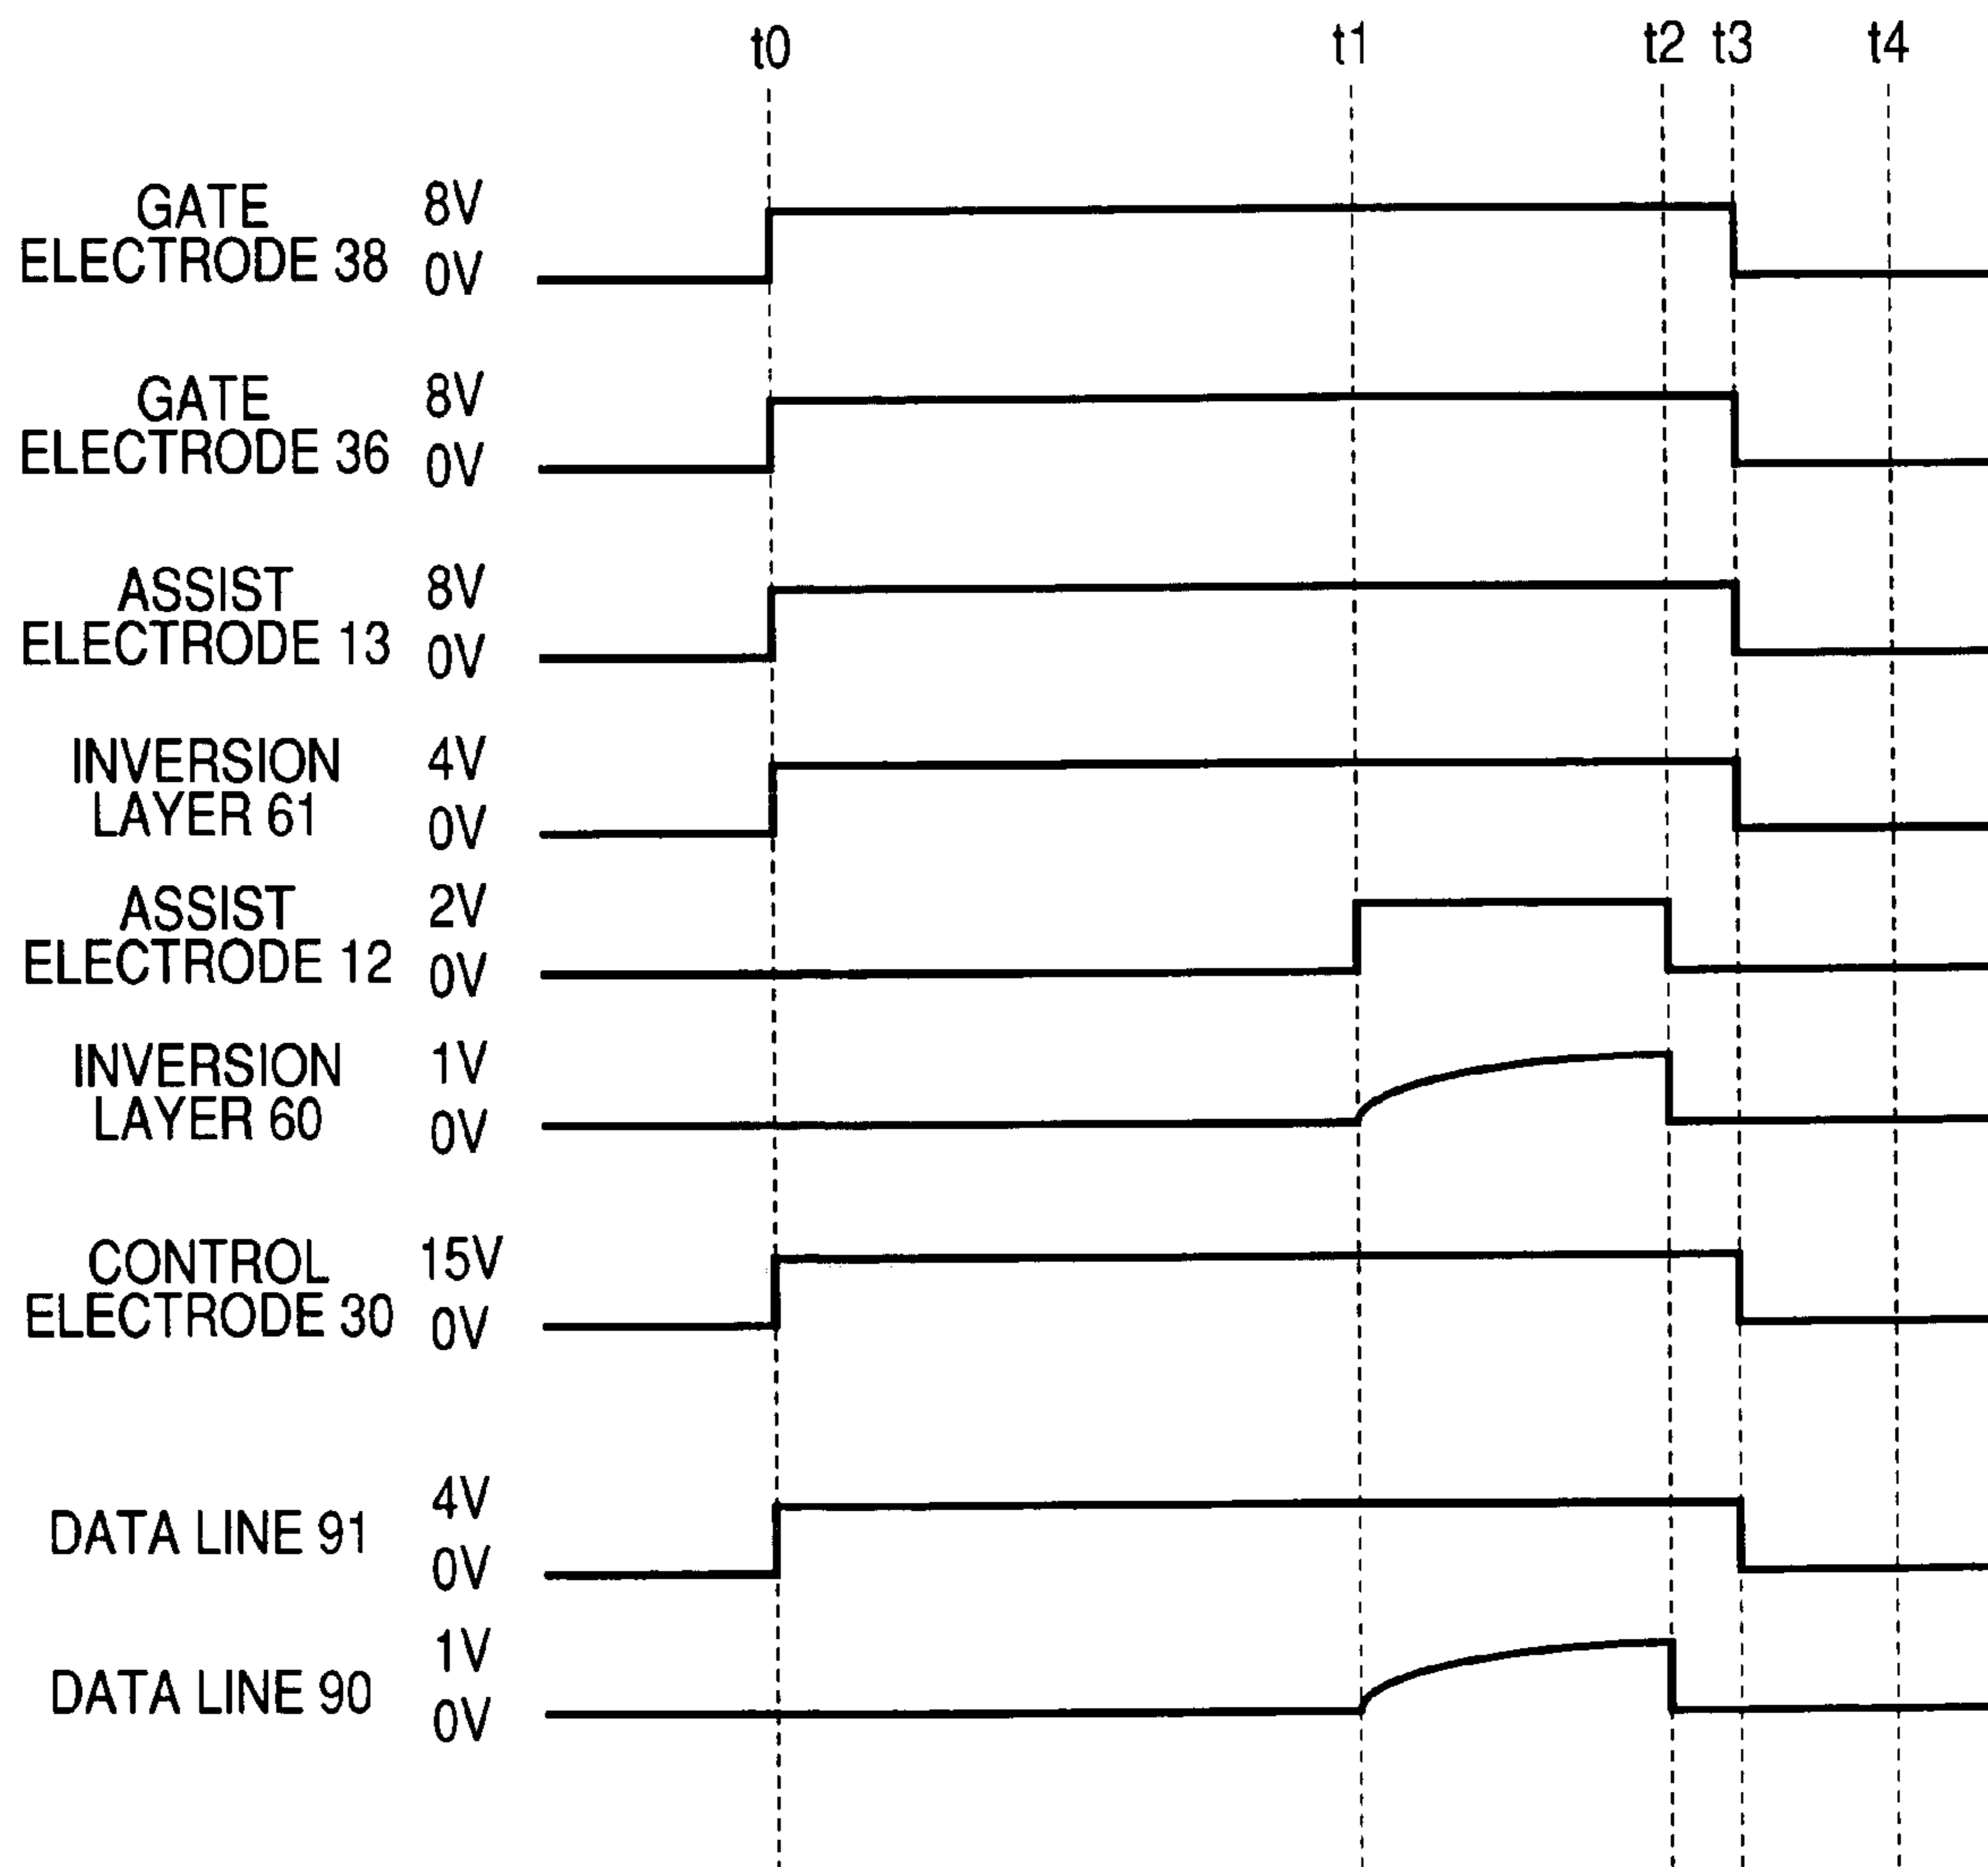 t0 t1 t2 t3 t4
GATE
ELECTRODE 38
8V
0V
GATE
ELECTRODE 36
8V
0V
ASSIST
ELECTRODE 13
8V
0V
INVERSION
LAYER 61
4V
0V
ASSIST
ELECTRODE 12
2V
0V
INVERSION
LAYER 60
1V
0V
CONTROL
ELECTRODE 30
15V
0V
DATA LINE 91
4V
0V
DATA LINE 90
1V
0V